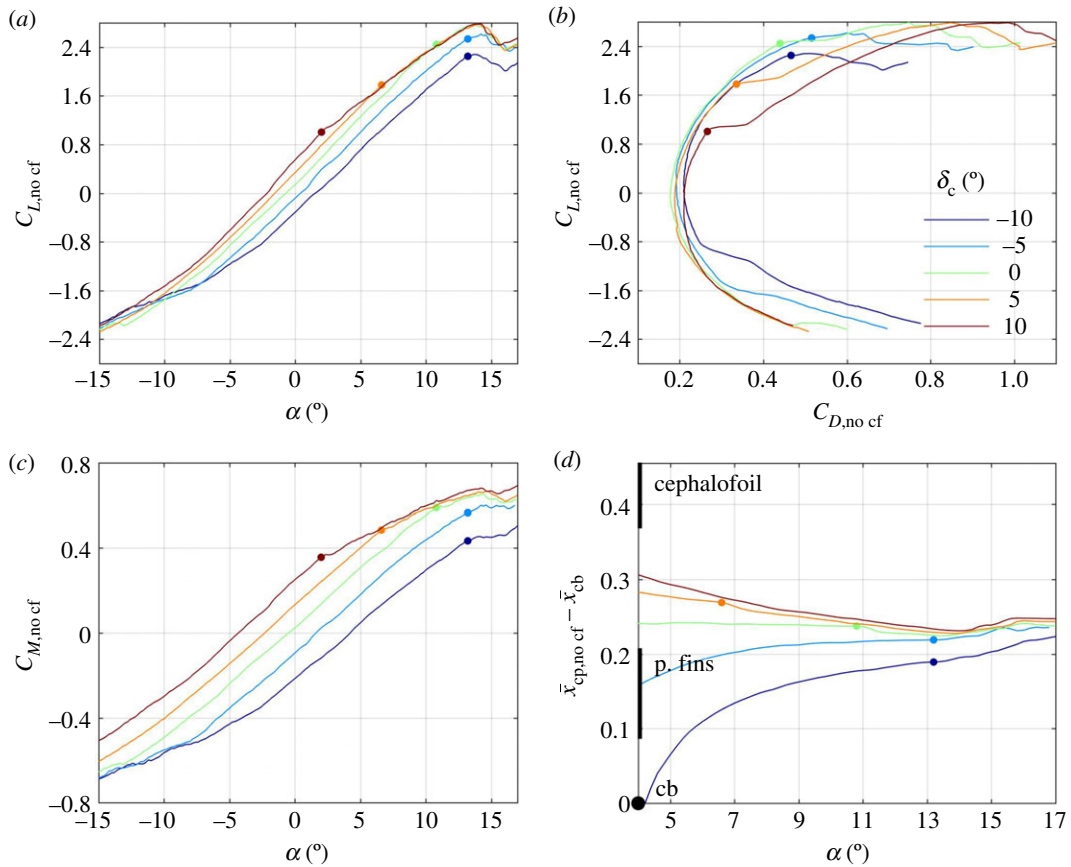 (a)
2.4
1.6
0.8
0
−0.8
−1.6
−2.4
C_L,no cf
−15 −10 −5 0 5 10 15
α (º)
(b)
2.4
1.6
0.8
0
−0.8
−1.6
−2.4
C_L,no cf
δ_c (º)
−10
−5
0
5
10
0.2 0.4 0.6 0.8 1.0
C_D,no cf
(c)
0.8
0.4
0
−0.4
−0.8
C_M,no cf
−15 −10 −5 0 5 10 15
α (º)
(d)
cephalofoil
0.4
0.3
0.2
0.1
0
x̄_cp,no cf − x̄_cb
p. fins
cb
5 7 9 11 13 15 17
α (º)